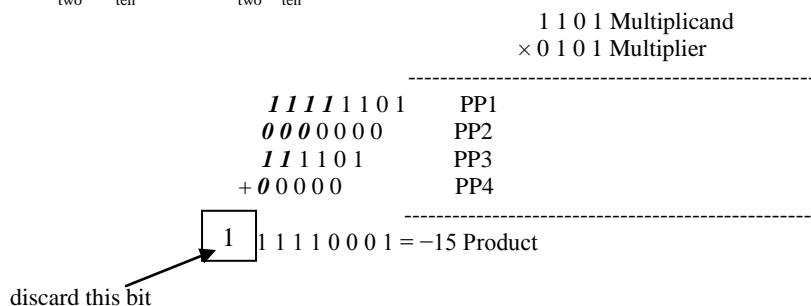 two ten two ten
1 1 0 1 Multiplicand
× 0 1 0 1 Multiplier
--------------------------------------------------
1 1 1 1 1 1 0 1 PP1
0 0 0 0 0 0 0 PP2
1 1 1 1 0 1 PP3
+ 0 0 0 0 0 PP4
--------------------------------------------------
1 1 1 1 1 0 0 0 1 = −15 Product
discard this bit